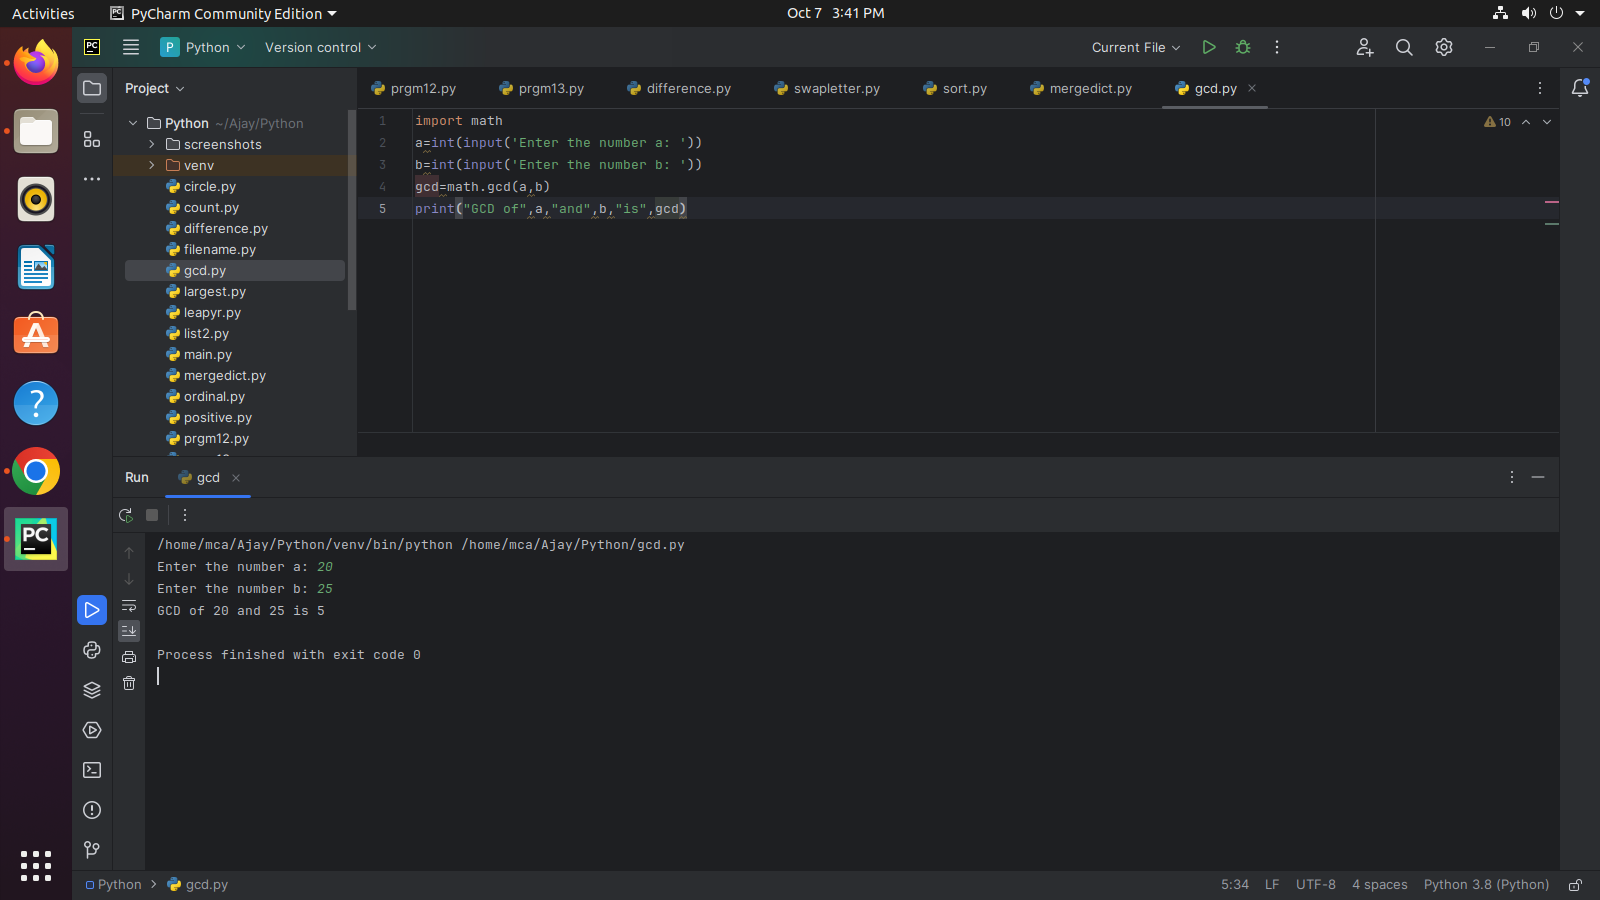 Activities PyCharm Community Edition Oct 7 3:41 PM
PC P Python Version control Current File
Project
prgm12.py prgm13.py difference.py swapletter.py sort.py mergedict.py gcd.py
Python ~/Ajay/Python
screenshots
venv
circle.py
count.py
difference.py
filename.py
gcd.py
largest.py
leapyr.py
list2.py
main.py
mergedict.py
ordinal.py
positive.py
prgm12.py
1 import math
2 a=int(input('Enter the number a: '))
3 b=int(input('Enter the number b: '))
4 gcd=math.gcd(a,b)
5 print("GCD of",a,"and",b,"is",gcd)
10
PC
Run gcd
/home/mca/Ajay/Python/venv/bin/python /home/mca/Ajay/Python/gcd.py
Enter the number a: 20
Enter the number b: 25
GCD of 20 and 25 is 5
Process finished with exit code 0
Python gcd.py 5:34 LF UTF-8 4 spaces Python 3.8 (Python)